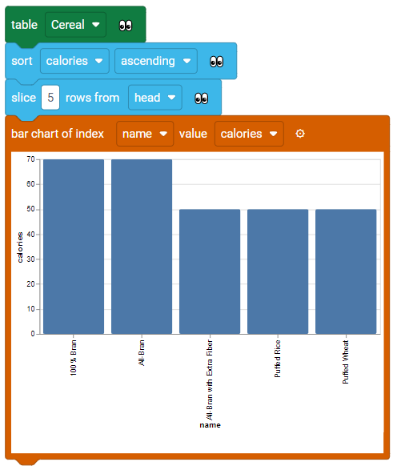 table Cereal
sort calories ascending
slice 5 rows from head
bar chart of index name value calories
70
60
50
40
30
20
10
0
calories
100% Bran
All-Bran
All-Bran with Extra Fiber
Puffed Rice
Puffed Wheat
name